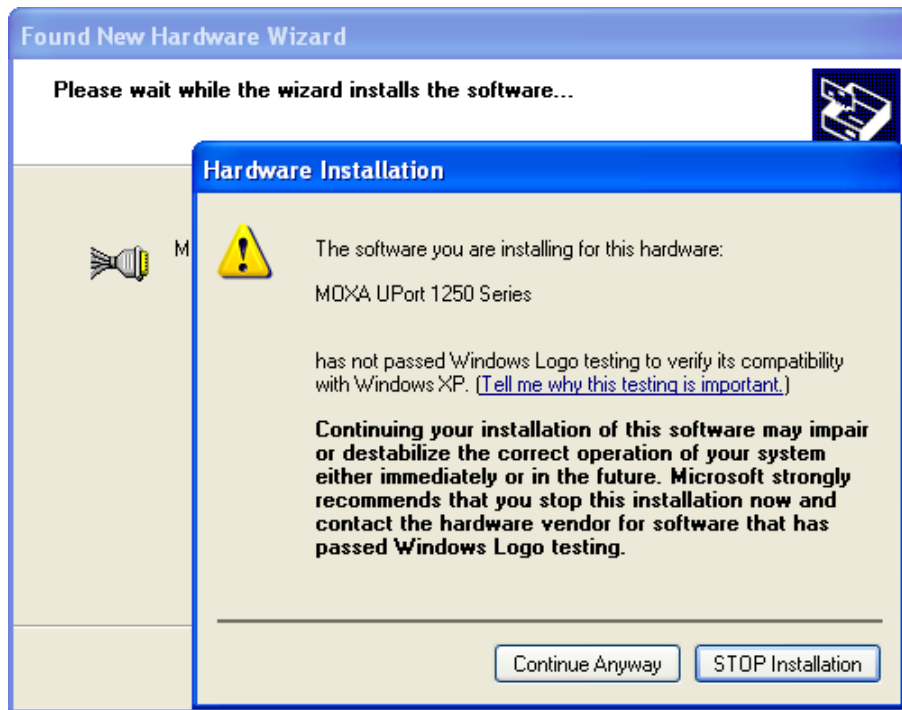 Found New Hardware Wizard
Please wait while the wizard installs the software...
Hardware Installation
M
The software you are installing for this hardware:
MOXA UPort 1250 Series
has not passed Windows Logo testing to verify its compatibility
with Windows XP. (Tell me why this testing is important.)
Continuing your installation of this software may impair
or destabilize the correct operation of your system
either immediately or in the future. Microsoft strongly
recommends that you stop this installation now and
contact the hardware vendor for software that has
passed Windows Logo testing.
Continue Anyway
STOP Installation